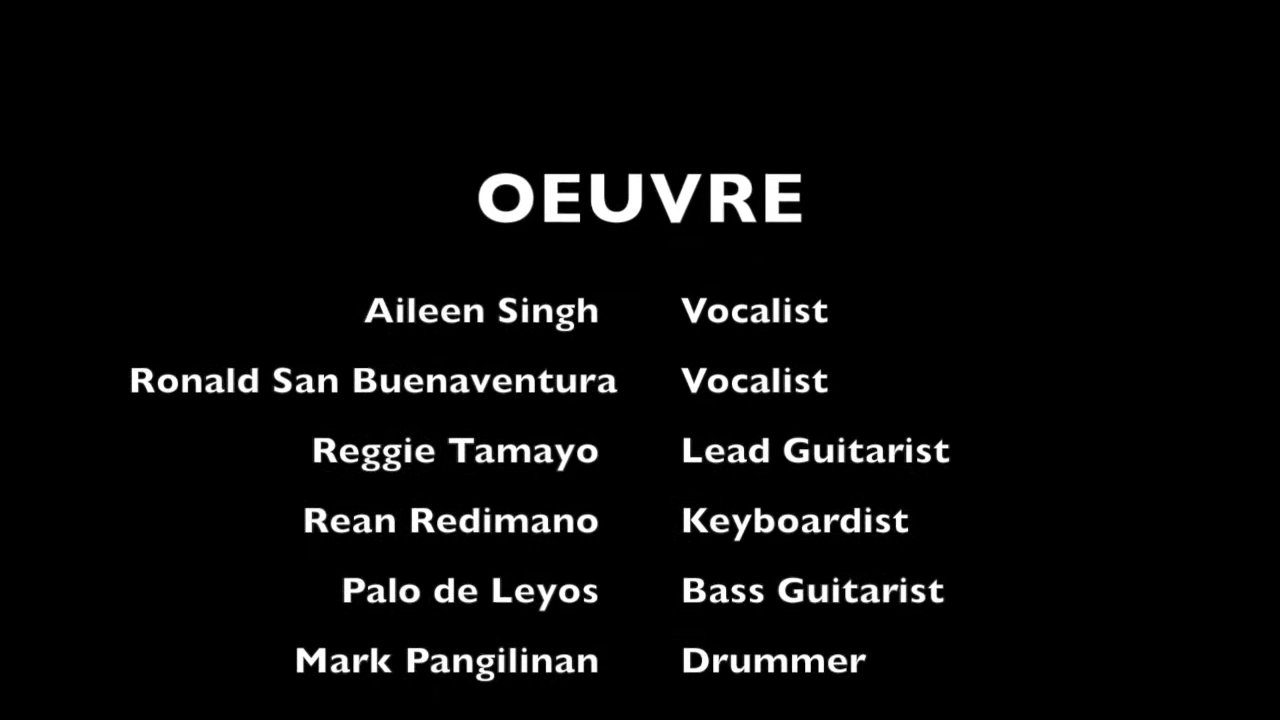 OEUVRE
Aileen Singh Vocalist
Ronald San Buenaventura Vocalist
Reggie Tamayo Lead Guitarist
Rean Redimano Keyboardist
Palo de Leyos Bass Guitarist
Mark Pangilinan Drummer